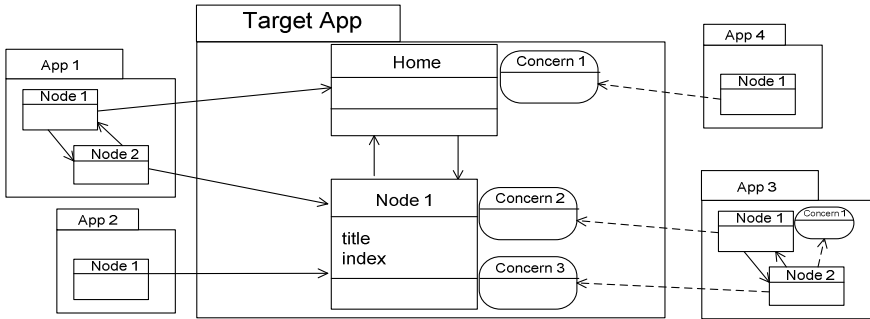 Target App
Home
Concern 1
Node 1
title
index
Concern 2
Concern 3
App 1
Node 1
Node 2
App 2
Node 1
App 4
Node 1
App 3
Node 1
Concern 1
Node 2